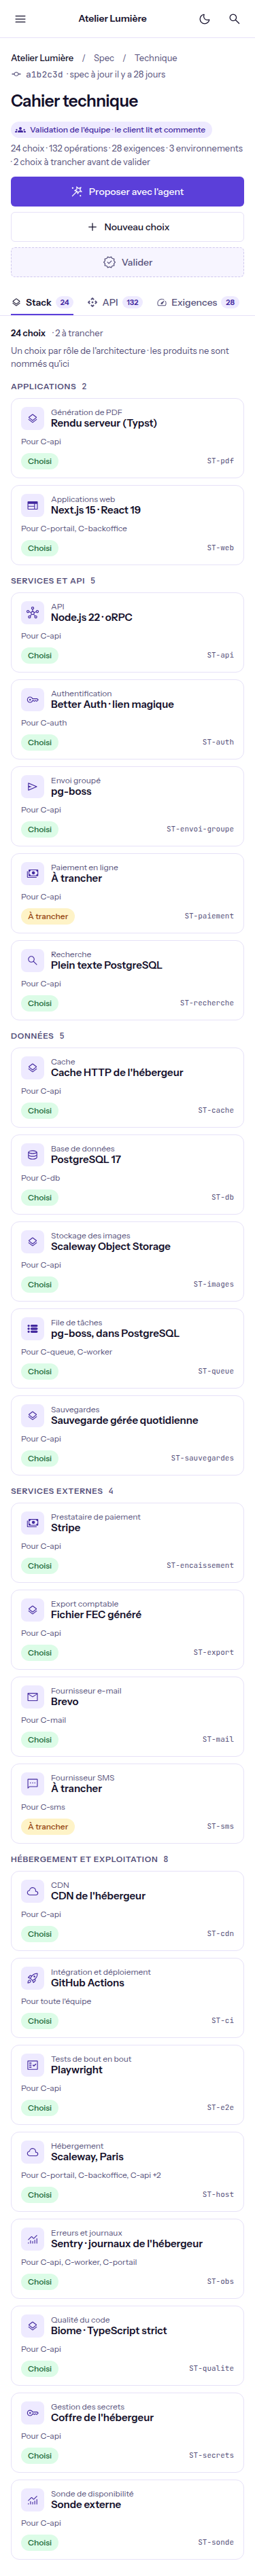 Atelier Lumière
Atelier Lumière / Spec / Technique
a1b2c3d · spec à jour il y a 28 jours
Cahier technique
Validation de l'équipe · le client lit et commente
24 choix · 132 opérations · 28 exigences · 3 environnements
· 2 choix à trancher avant de valider
Proposer avec l'agent
Nouveau choix
Valider
Stack 24 API 132 Exigences 28
24 choix · 2 à trancher
Un choix par rôle de l'architecture · les produits ne sont
nommés qu'ici
APPLICATIONS 2
Génération de PDF
Rendu serveur (Typst)
Pour C-api
Choisi ST-pdf
Applications web
Next.js 15 · React 19
Pour C-portail, C-backoffice
Choisi ST-web
SERVICES ET API 5
API
Node.js 22 · oRPC
Pour C-api
Choisi ST-api
Authentification
Better Auth · lien magique
Pour C-auth
Choisi ST-auth
Envoi groupé
pg-boss
Pour C-api
Choisi ST-envoi-groupe
Paiement en ligne
À trancher
Pour C-api
À trancher ST-paiement
Recherche
Plein texte PostgreSQL
Pour C-api
Choisi ST-recherche
DONNÉES 5
Cache
Cache HTTP de l'hébergeur
Pour C-api
Choisi ST-cache
Base de données
PostgreSQL 17
Pour C-db
Choisi ST-db
Stockage des images
Scaleway Object Storage
Pour C-api
Choisi ST-images
File de tâches
pg-boss, dans PostgreSQL
Pour C-queue, C-worker
Choisi ST-queue
Sauvegardes
Sauvegarde gérée quotidienne
Pour C-api
Choisi ST-sauvegardes
SERVICES EXTERNES 4
Prestataire de paiement
Stripe
Pour C-api
Choisi ST-encaissement
Export comptable
Fichier FEC généré
Pour C-api
Choisi ST-export
Fournisseur e-mail
Brevo
Pour C-mail
Choisi ST-mail
Fournisseur SMS
À trancher
Pour C-sms
À trancher ST-sms
HÉBERGEMENT ET EXPLOITATION 8
CDN
CDN de l'hébergeur
Pour C-api
Choisi ST-cdn
Intégration et déploiement
GitHub Actions
Pour toute l'équipe
Choisi ST-ci
Tests de bout en bout
Playwright
Pour C-api
Choisi ST-e2e
Hébergement
Scaleway, Paris
Pour C-portail, C-backoffice, C-api +2
Choisi ST-host
Erreurs et journaux
Sentry · journaux de l'hébergeur
Pour C-api, C-worker, C-portail
Choisi ST-obs
Qualité du code
Biome · TypeScript strict
Pour C-api
Choisi ST-qualite
Gestion des secrets
Coffre de l'hébergeur
Pour C-api
Choisi ST-secrets
Sonde de disponibilité
Sonde externe
Pour C-api
Choisi ST-sonde